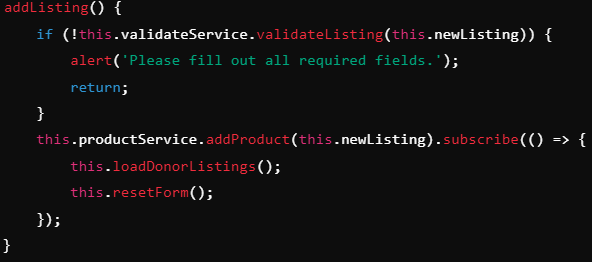 addListing() {
    if (!this.validateService.validateListing(this.newListing)) {
        alert('Please fill out all required fields.');
        return;
    }
    this.productService.addProduct(this.newListing).subscribe(() => {
        this.loadDonorListings();
        this.resetForm();
    });
}